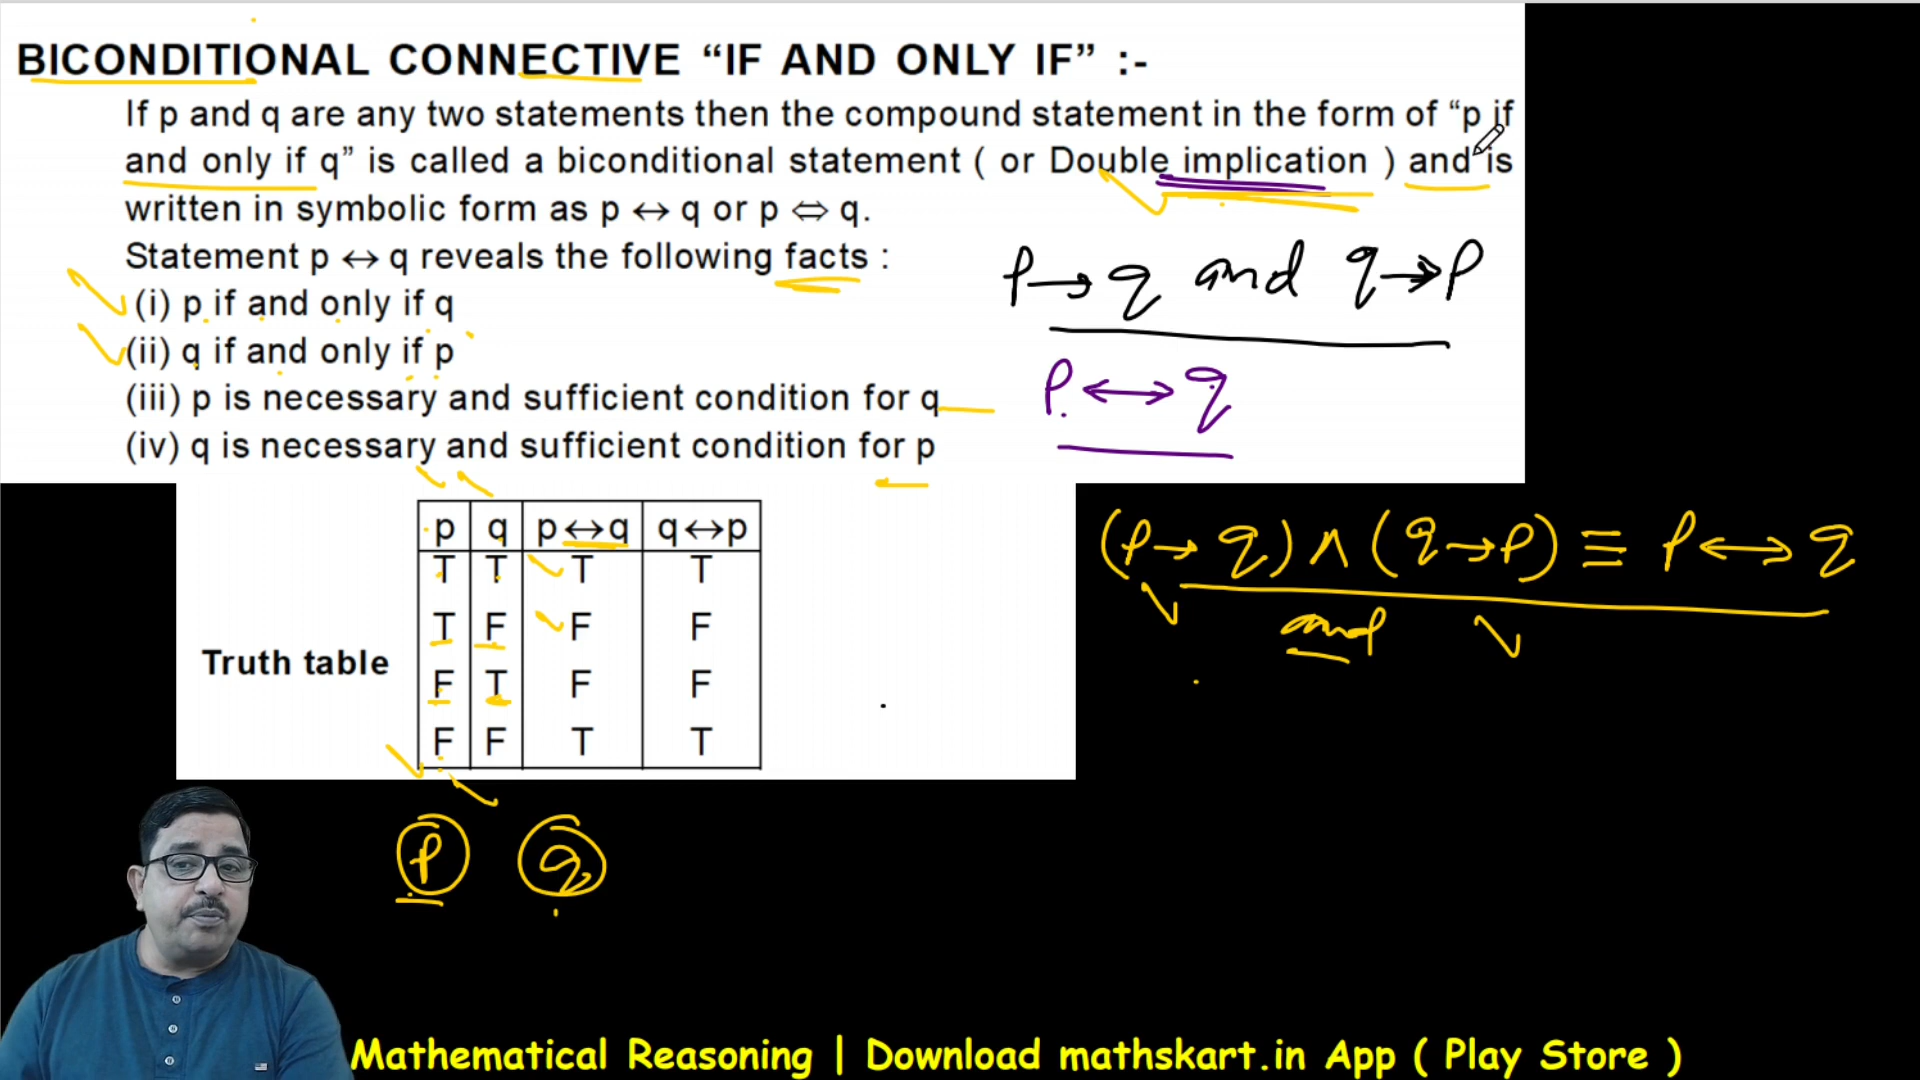 BICONDITIONAL CONNECTIVE “IF AND ONLY IF” :-
If p and q are any two statements then the compound statement in the form of “p if
and only if q” is called a biconditional statement ( or Double implication ) and is
written in symbolic form as p ↔ q or p ⇔ q.
Statement p ↔ q reveals the following facts :
(i) p if and only if q
(ii) q if and only if p
(iii) p is necessary and sufficient condition for q
(iv) q is necessary and sufficient condition for p
p → q and q → p
p ↔ q
(p → q) ∧ (q → p) ≡ p ↔ q
and
Truth table
p q p↔q q↔p
T T T T
T F F F
F T F F
F F T T
p q
Mathematical Reasoning | Download mathskart.in App ( Play Store )